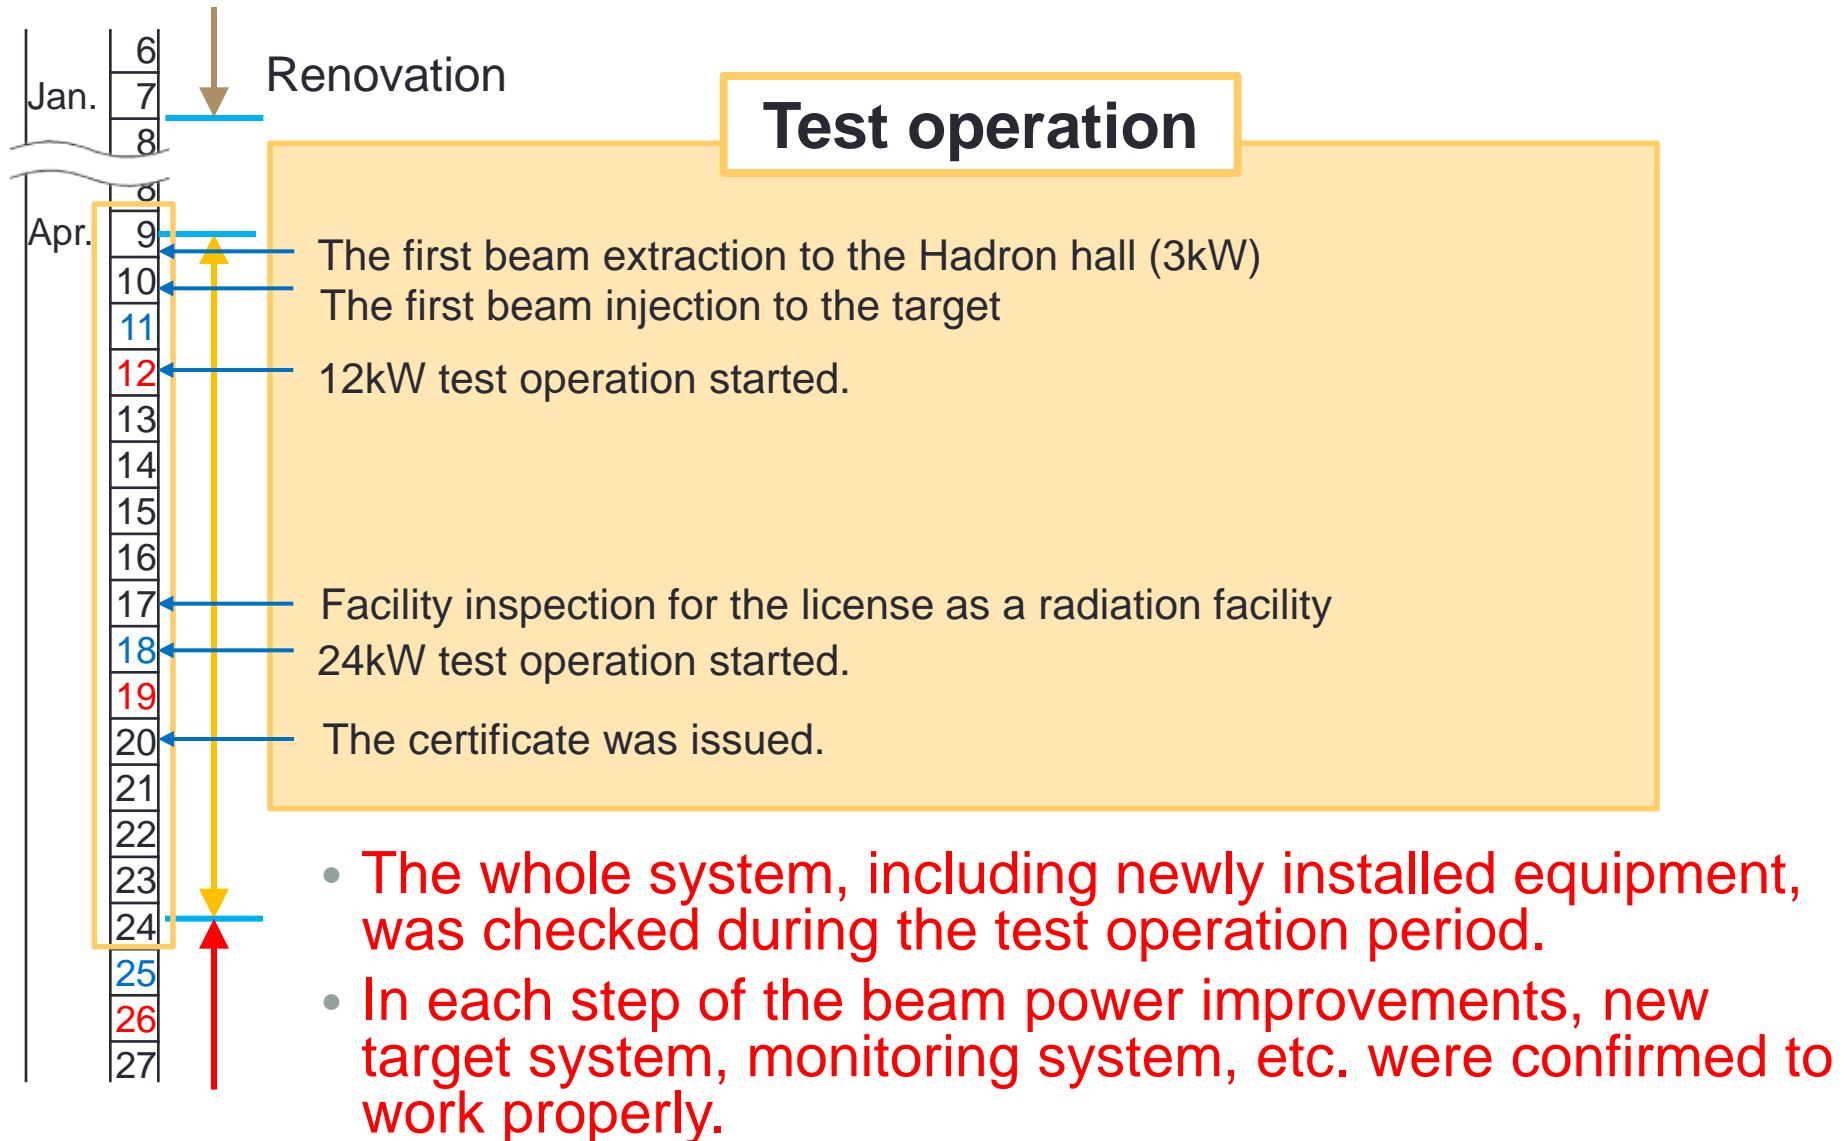 6
Renovation
Jan.
7
8
8
Test operation
Apr.
9
The first beam extraction to the Hadron hall (3kW)
10
The first beam injection to the target
11
12
12kW test operation started.
13
14
15
16
17
Facility inspection for the license as a radiation facility
18
24kW test operation started.
19
20
The certificate was issued.
21
22
23
24
25
26
27
• The whole system, including newly installed equipment,
was checked during the test operation period.
• In each step of the beam power improvements, new
target system, monitoring system, etc. were confirmed to
work properly.